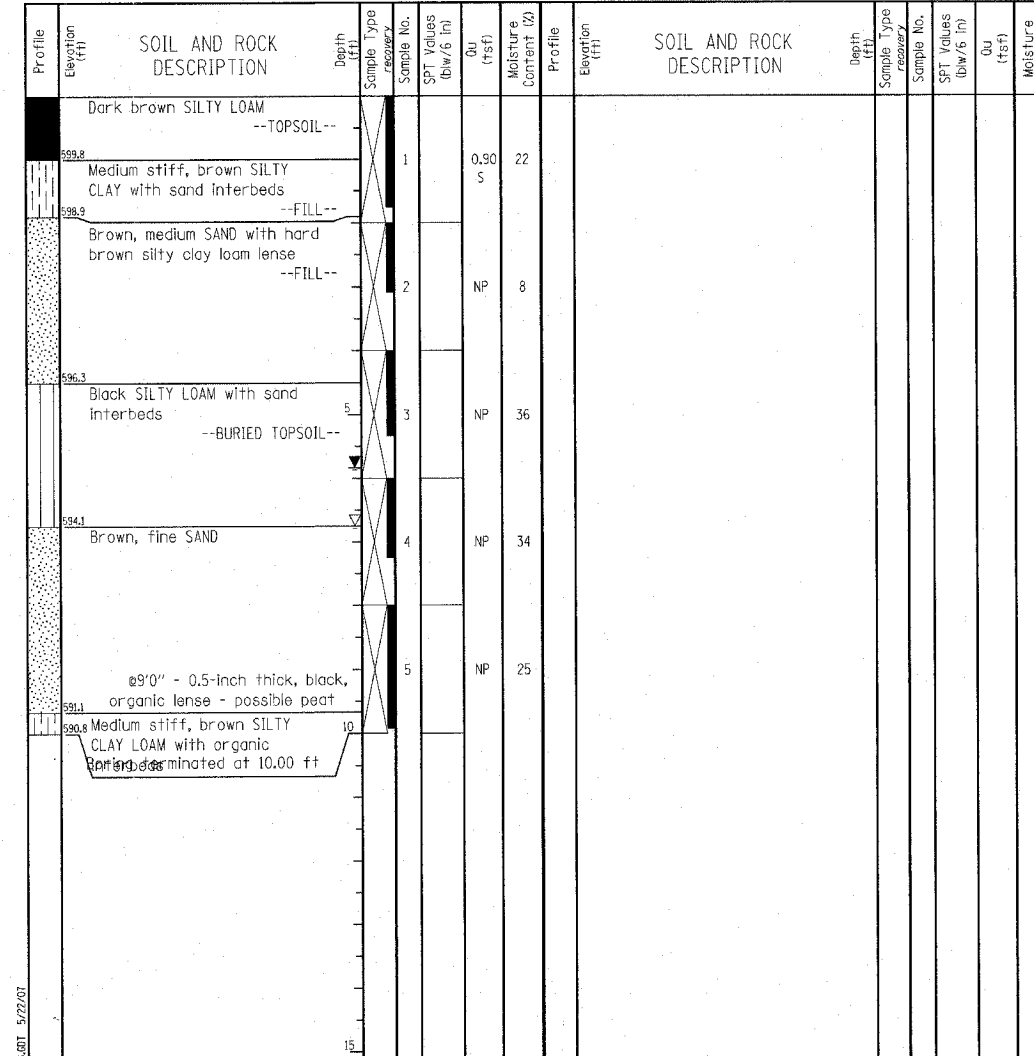 Profile
Elevation
(ft)
SOIL AND ROCK
DESCRIPTION
Depth
(ft)
Sample Type
recovery
Sample No.
SPT Values
(blw/6 in)
Qu
(tsf)
Moisture
Content (%)
Profile
Elevation
(ft)
SOIL AND ROCK
DESCRIPTION
Depth
(ft)
Sample Type
recovery
Sample No.
SPT Values
(blw/6 in)
Qu
(tsf)
Moisture
Dark brown SILTY LOAM
--TOPSOIL--
599.8
1
0.90
S
22
Medium stiff, brown SILTY
CLAY with sand interbeds
--FILL--
598.9
Brown, medium SAND with hard
brown silty clay loam lense
--FILL--
2
NP
8
596.3
Black SILTY LOAM with sand
interbeds
--BURIED TOPSOIL--
5
3
NP
36
594.1
Brown, fine SAND
4
NP
34
5
NP
25
@9'0" - 0.5-inch thick, black,
organic lense - possible peat
591.1
590.8
Medium stiff, brown SILTY
CLAY LOAM with organic
interbeds
Boring terminated at 10.00 ft
10
15
.GDT 5/22/07